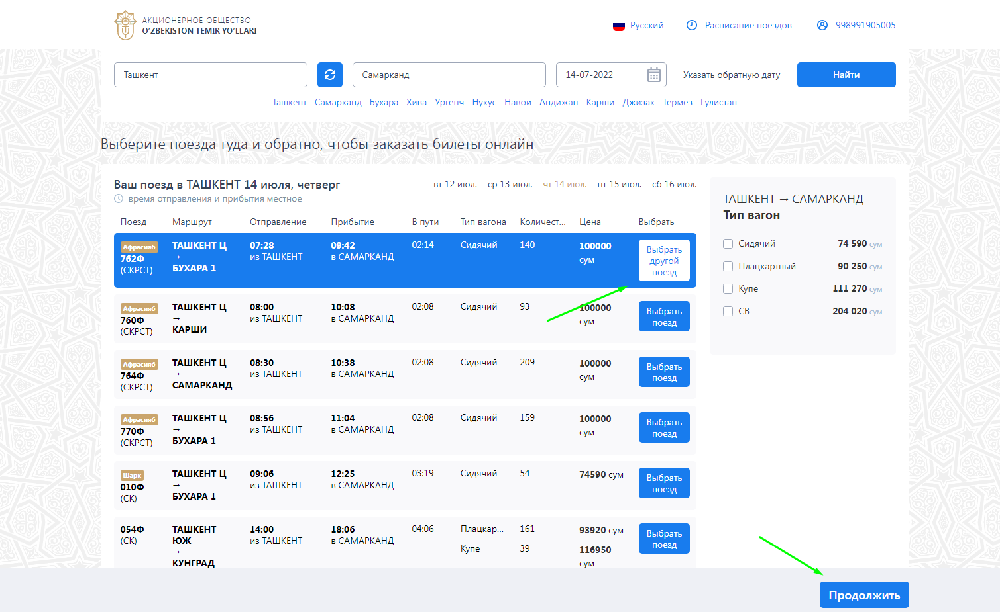 АКЦИОНЕРНОЕ ОБЩЕСТВО
O'ZBEKISTON TEMIR YO'LLARI
Русский
Расписание поездов
998991905005
Ташкент
Самарканд
14-07-2022
Указать обратную дату
Найти
Ташкент Самарканд Бухара Хива Ургенч Нукус Навои Андижан Карши Джизак Термез Гулистан
Выберите поезда туда и обратно, чтобы заказать билеты онлайн
Ваш поезд в ТАШКЕНТ 14 июля, четверг
вт 12 июл. ср 13 июл. чт 14 июл. пт 15 июл. сб 16 июл.
время отправления и прибытия местное
Поезд Маршрут Отправление Прибытие В пути Тип вагона Количест... Цена Выбрать
Афрасияб
762Ф
(СКРСТ)
ТАШКЕНТ Ц
→
БУХАРА 1
07:28
из ТАШКЕНТ
09:42
в САМАРКАНД
02:14
Сидячий
140
100000
сум
Выбрать
другой
поезд
Афрасияб
760Ф
(СКРСТ)
ТАШКЕНТ Ц
→
КАРШИ
08:00
из ТАШКЕНТ
10:08
в САМАРКАНД
02:08
Сидячий
93
100000
сум
Выбрать
поезд
Афрасияб
764Ф
(СКРСТ)
ТАШКЕНТ Ц
→
САМАРКАНД
08:30
из ТАШКЕНТ
10:38
в САМАРКАНД
02:08
Сидячий
209
100000
сум
Выбрать
поезд
Афрасияб
770Ф
(СКРСТ)
ТАШКЕНТ Ц
→
БУХАРА 1
08:56
из ТАШКЕНТ
11:04
в САМАРКАНД
02:08
Сидячий
159
100000
сум
Выбрать
поезд
Шарк
010Ф
(СК)
ТАШКЕНТ Ц
→
БУХАРА 1
09:06
из ТАШКЕНТ
12:25
в САМАРКАНД
03:19
Сидячий
54
74590 сум
Выбрать
поезд
054Ф
(СК)
ТАШКЕНТ
ЮЖ
→
КУНГРАД
14:00
из ТАШКЕНТ
18:06
в САМАРКАНД
04:06
Плацкар...
161
93920 сум
Купе
39
116950
сум
Выбрать
поезд
ТАШКЕНТ → САМАРКАНД
Тип вагон
Сидячий 74 590 сум
Плацкартный 90 250 сум
Купе 111 270 сум
СВ 204 020 сум
Продолжить